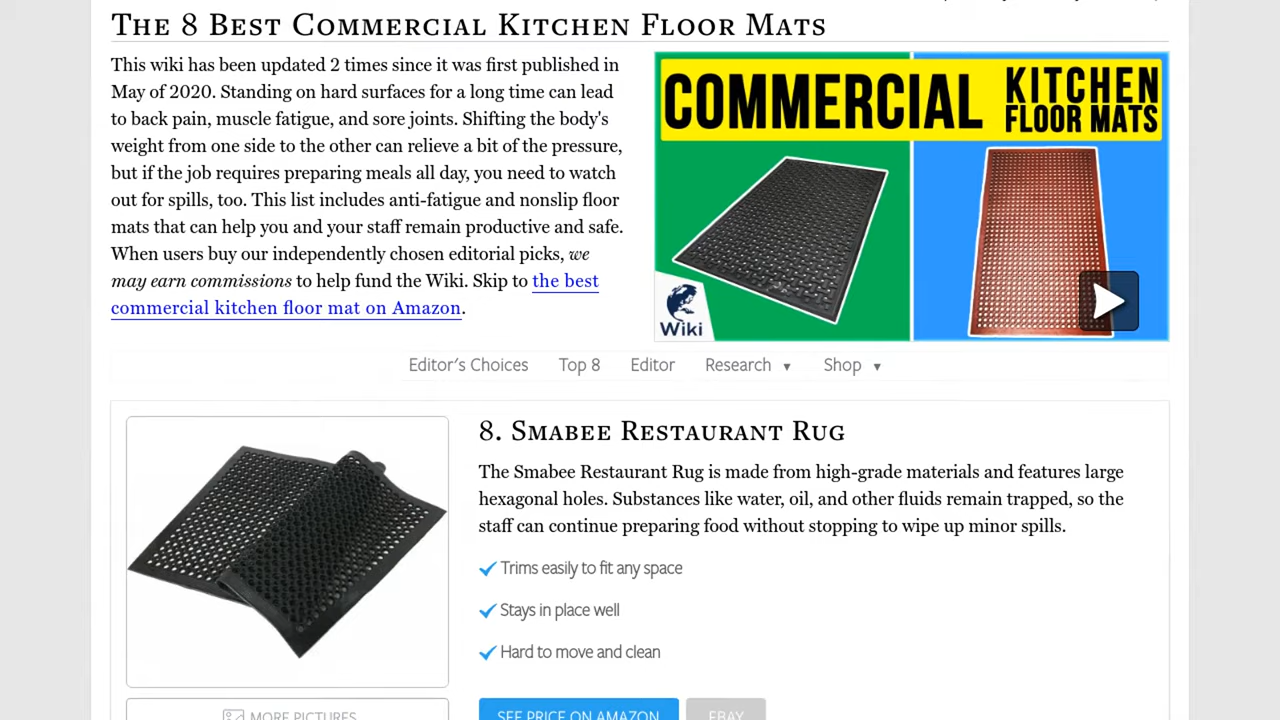 The 8 Best Commercial Kitchen Floor Mats
This wiki has been updated 2 times since it was first published in
May of 2020. Standing on hard surfaces for a long time can lead
to back pain, muscle fatigue, and sore joints. Shifting the body's
weight from one side to the other can relieve a bit of the pressure,
but if the job requires preparing meals all day, you need to watch
out for spills, too. This list includes anti-fatigue and nonslip floor
mats that can help you and your staff remain productive and safe.
When users buy our independently chosen editorial picks, we
may earn commissions to help fund the Wiki. Skip to the best
commercial kitchen floor mat on Amazon.
COMMERCIAL
KITCHEN
FLOOR MATS
Wiki
Editor's Choices Top 8 Editor Research ▼ Shop ▼
8. Smabee Restaurant Rug
The Smabee Restaurant Rug is made from high-grade materials and features large
hexagonal holes. Substances like water, oil, and other fluids remain trapped, so the
staff can continue preparing food without stopping to wipe up minor spills.
Trims easily to fit any space
Stays in place well
Hard to move and clean
MORE PICTURES
SEE PRICE ON AMAZON
EBAY